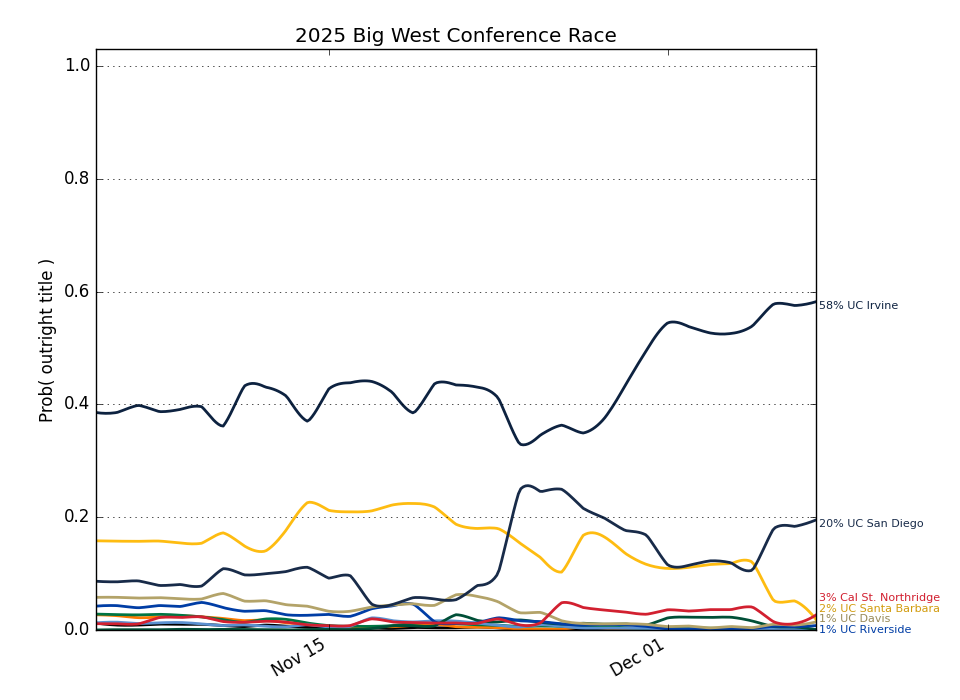 2025 Big West Conference Race
1.0
0.8
0.6
0.4
0.2
0.0
Prob( outright title )
Nov 15
Dec 01
58% UC Irvine
20% UC San Diego
3% Cal St. Northridge
2% UC Santa Barbara
1% UC Davis
1% UC Riverside